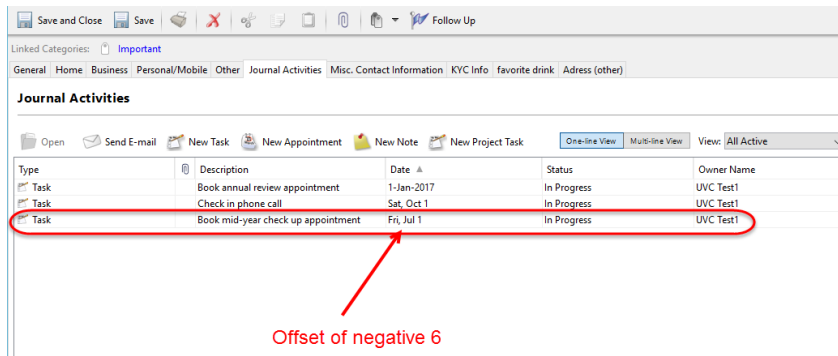 Save and Close Save Follow Up
Linked Categories: Important
General Home Business Personal/Mobile Other Journal Activities Misc. Contact Information KYC Info favorite drink Adress (other)
Journal Activities
Open Send E-mail New Task New Appointment New Note New Project Task One-line View Multi-line View View: All Active
Type Description Date Status Owner Name
Task Book annual review appointment 1-Jan-2017 In Progress UVC Test1
Task Check in phone call Sat, Oct 1 In Progress UVC Test1
Task Book mid-year check up appointment Fri, Jul 1 In Progress UVC Test1
Offset of negative 6